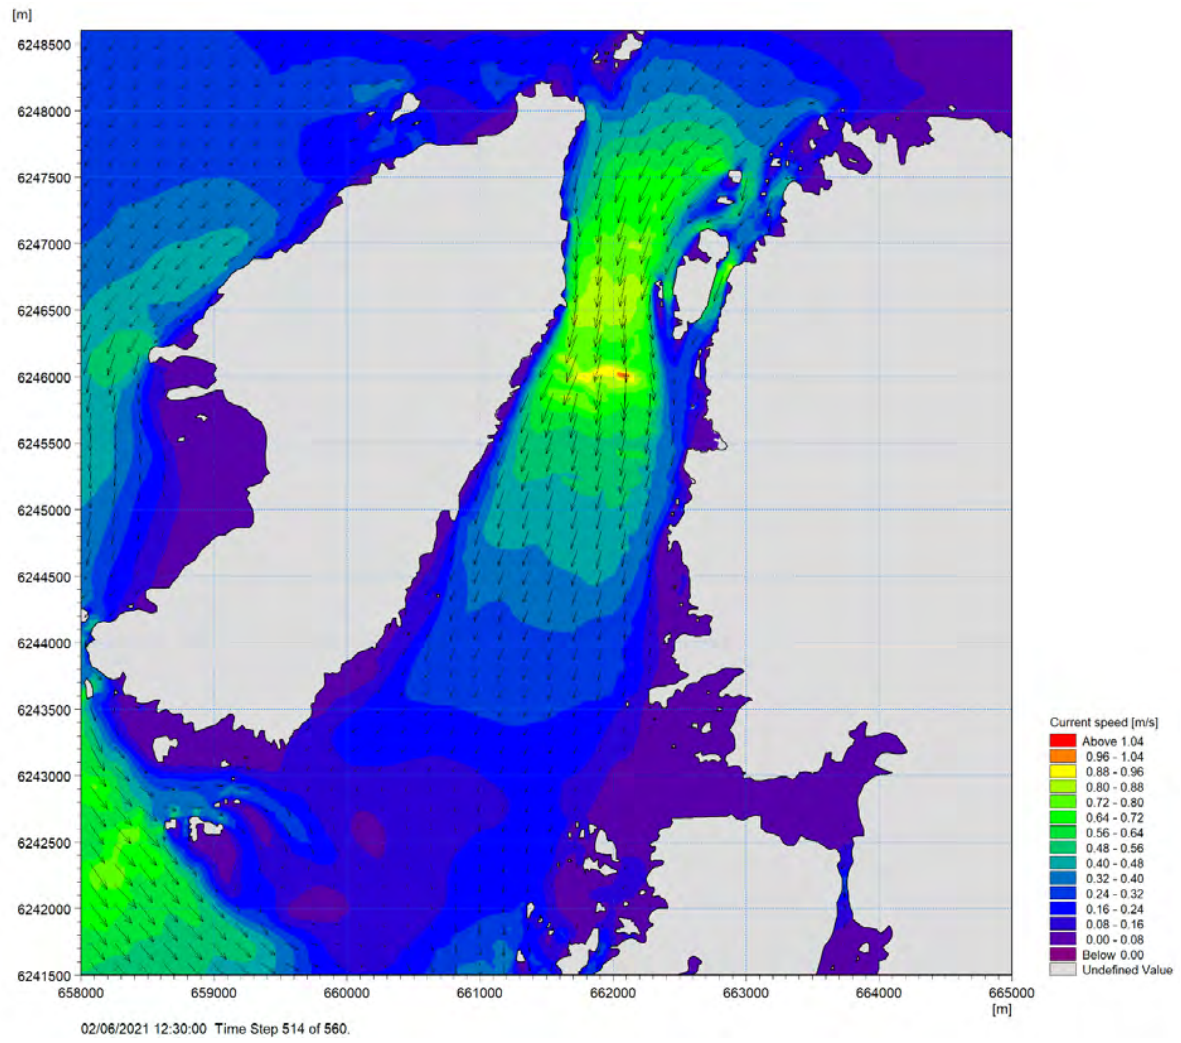 [m]
6248500
6248000
6247500
6247000
6246500
6246000
6245500
6245000
6244500
6244000
6243500
6243000
6242500
6242000
6241500
658000 659000 660000 661000 662000 663000 664000 665000
[m]
Current speed [m/s]
Above 1.04
0.96 - 1.04
0.88 - 0.96
0.80 - 0.88
0.72 - 0.80
0.64 - 0.72
0.56 - 0.64
0.48 - 0.56
0.40 - 0.48
0.32 - 0.40
0.24 - 0.32
0.16 - 0.24
0.08 - 0.16
0.00 - 0.08
Below 0.00
Undefined Value
02/06/2021 12:30:00 Time Step 514 of 560.